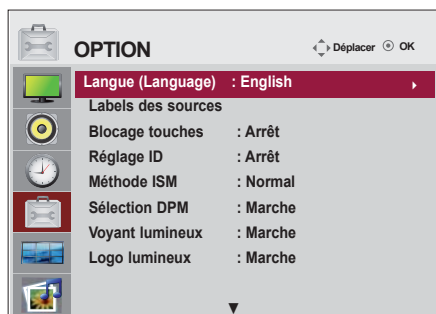 OPTION
Déplacer OK
Langue (Language) : English
Labels des sources
Blocage touches : Arrêt
Réglage ID : Arrêt
Méthode ISM : Normal
Sélection DPM : Marche
Voyant lumineux : Marche
Logo lumineux : Marche